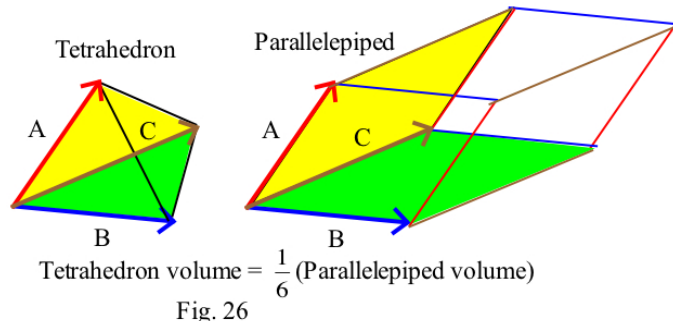 Tetrahedron Parallelepiped
A C A C
B B
Tetrahedron volume = 1/6 (Parallelepiped volume)
Fig. 26